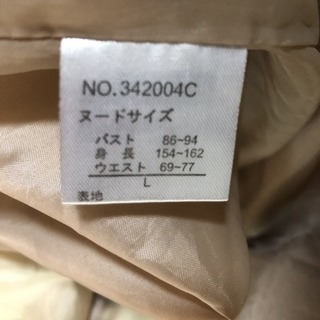 NO.342004C
ヌードサイズ
バスト 86~94
身長 154~162
ウエスト 69~77
L
表地